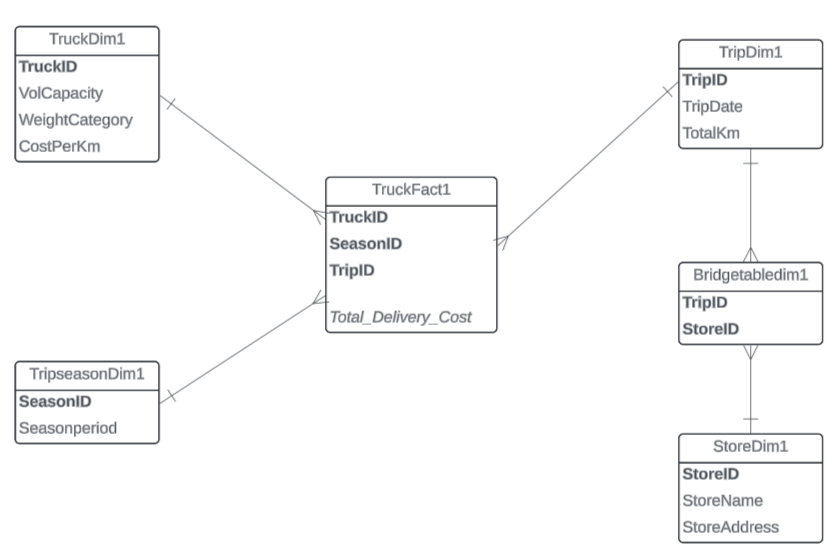 TruckDim1
TruckID
VolCapacity
WeightCategory
CostPerKm
TripDim1
TripID
TripDate
TotalKm
TruckFact1
TruckID
SeasonID
TripID
Total_Delivery_Cost
Bridgetabledim1
TripID
StoreID
TripseasonDim1
SeasonID
Seasonperiod
StoreDim1
StoreID
StoreName
StoreAddress